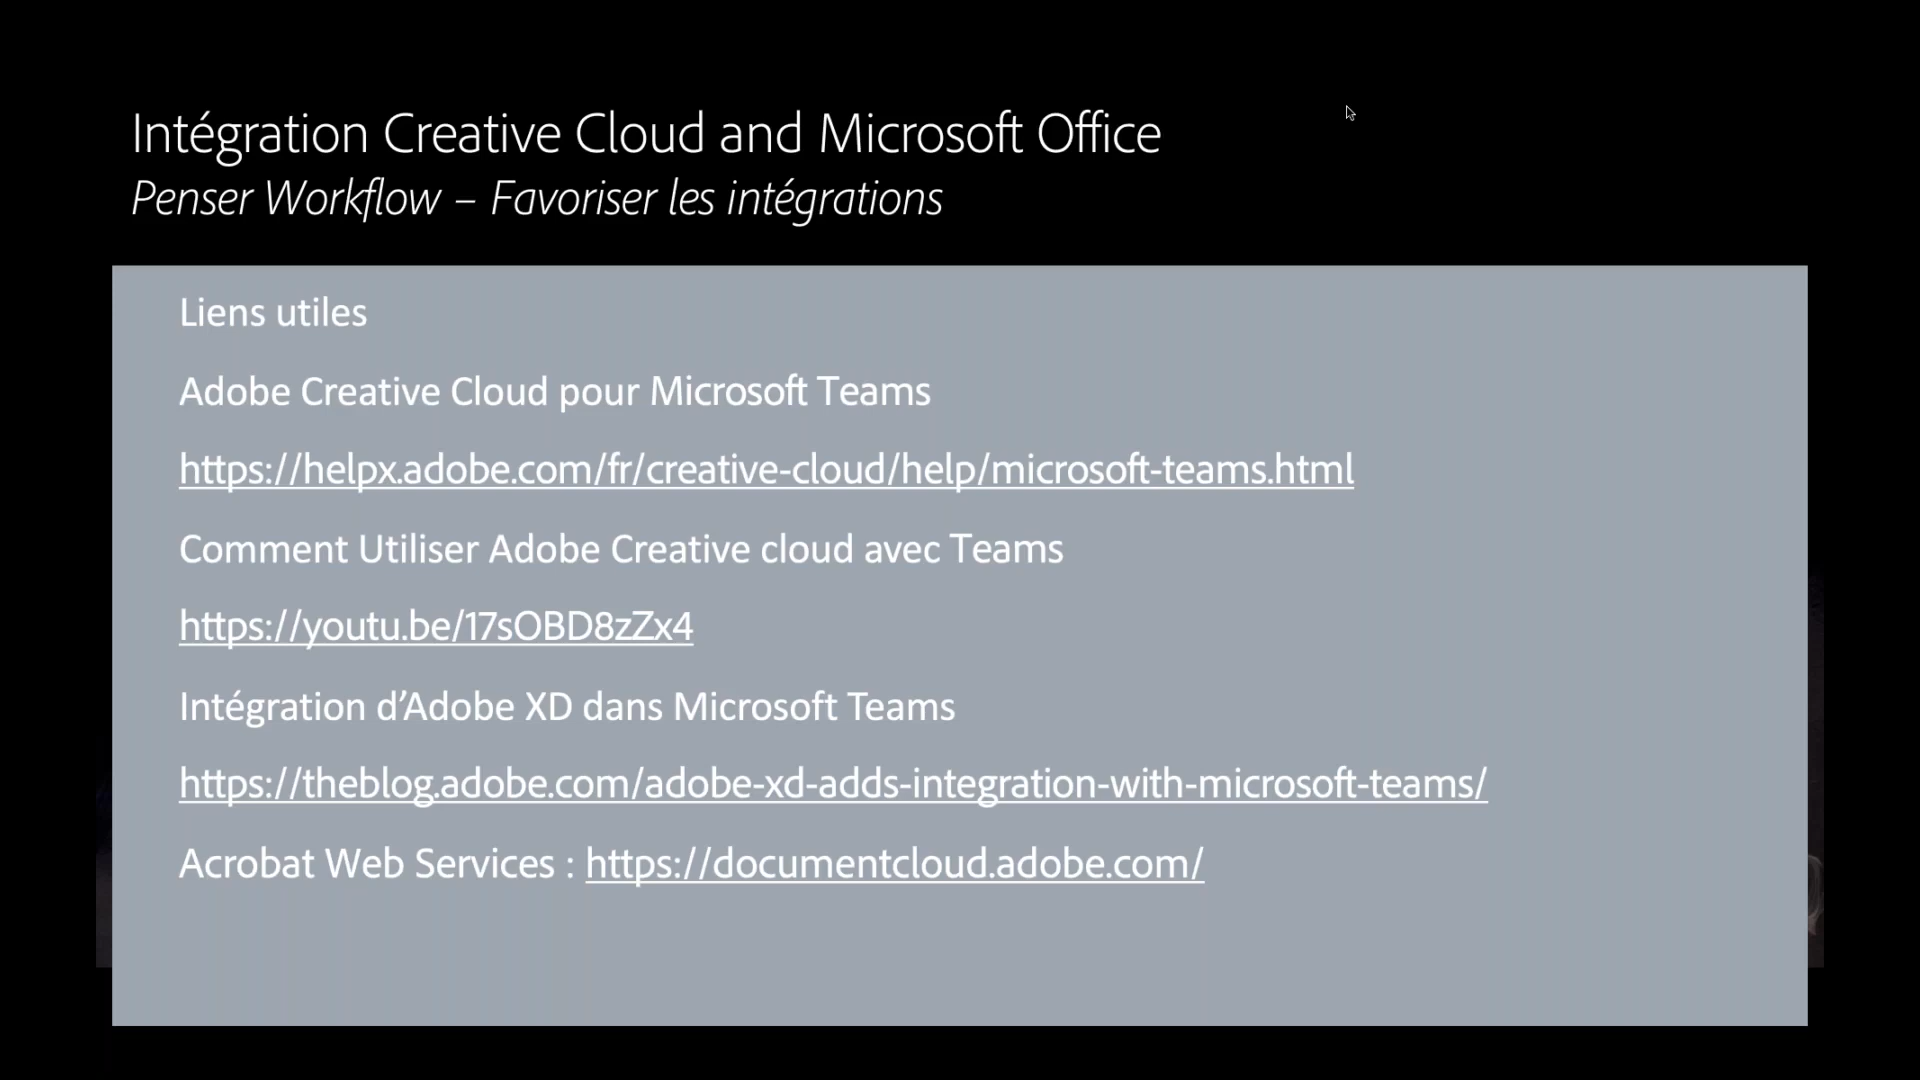 Intégration Creative Cloud and Microsoft Office
Penser Workflow – Favoriser les intégrations
Liens utiles
Adobe Creative Cloud pour Microsoft Teams
https://helpx.adobe.com/fr/creative-cloud/help/microsoft-teams.html
Comment Utiliser Adobe Creative cloud avec Teams
https://youtu.be/17sOBD8zZx4
Intégration d’Adobe XD dans Microsoft Teams
https://theblog.adobe.com/adobe-xd-adds-integration-with-microsoft-teams/
Acrobat Web Services : https://documentcloud.adobe.com/